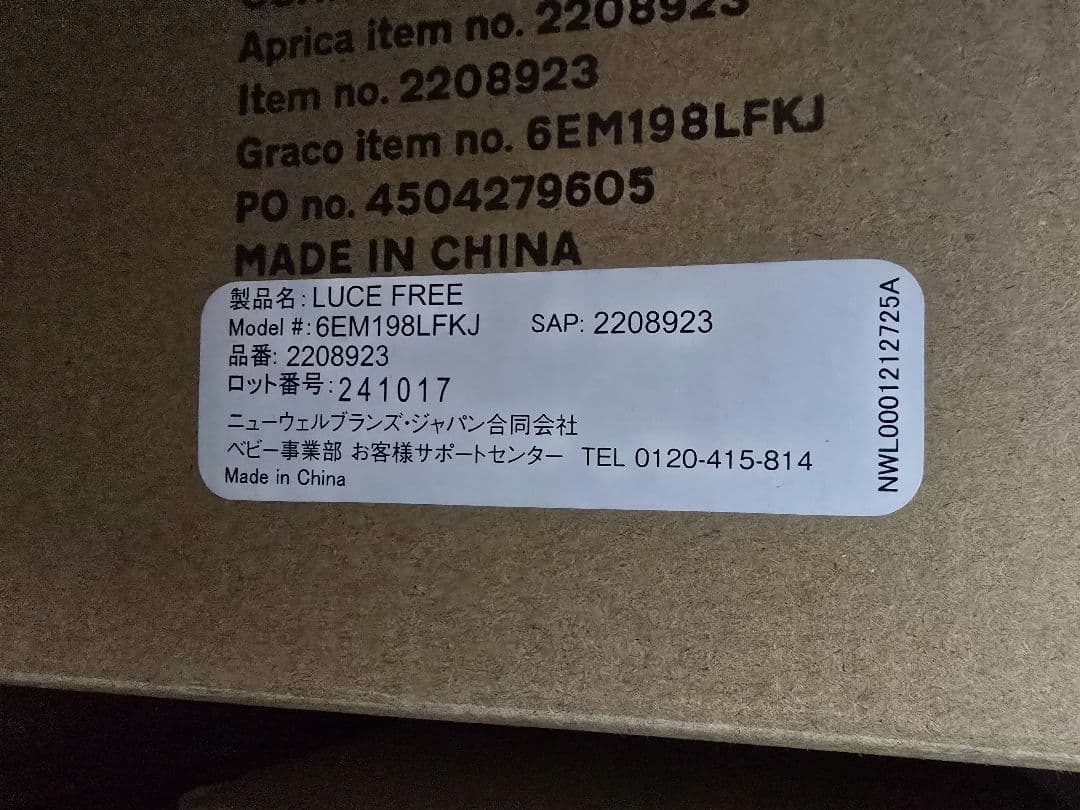 Aprica item no. 2208923
Item no. 2208923
Graco item no. 6EM198LFKJ
PO no. 4504279605
MADE IN CHINA
製品名: LUCE FREE
Model #: 6EM198LFKJ SAP: 2208923
品番: 2208923
ロット番号: 241017
ニューウェルブランズ・ジャパン合同会社
ベビー事業部 お客様サポートセンター TEL 0120-415-814
Made in China
NWL0001212725A